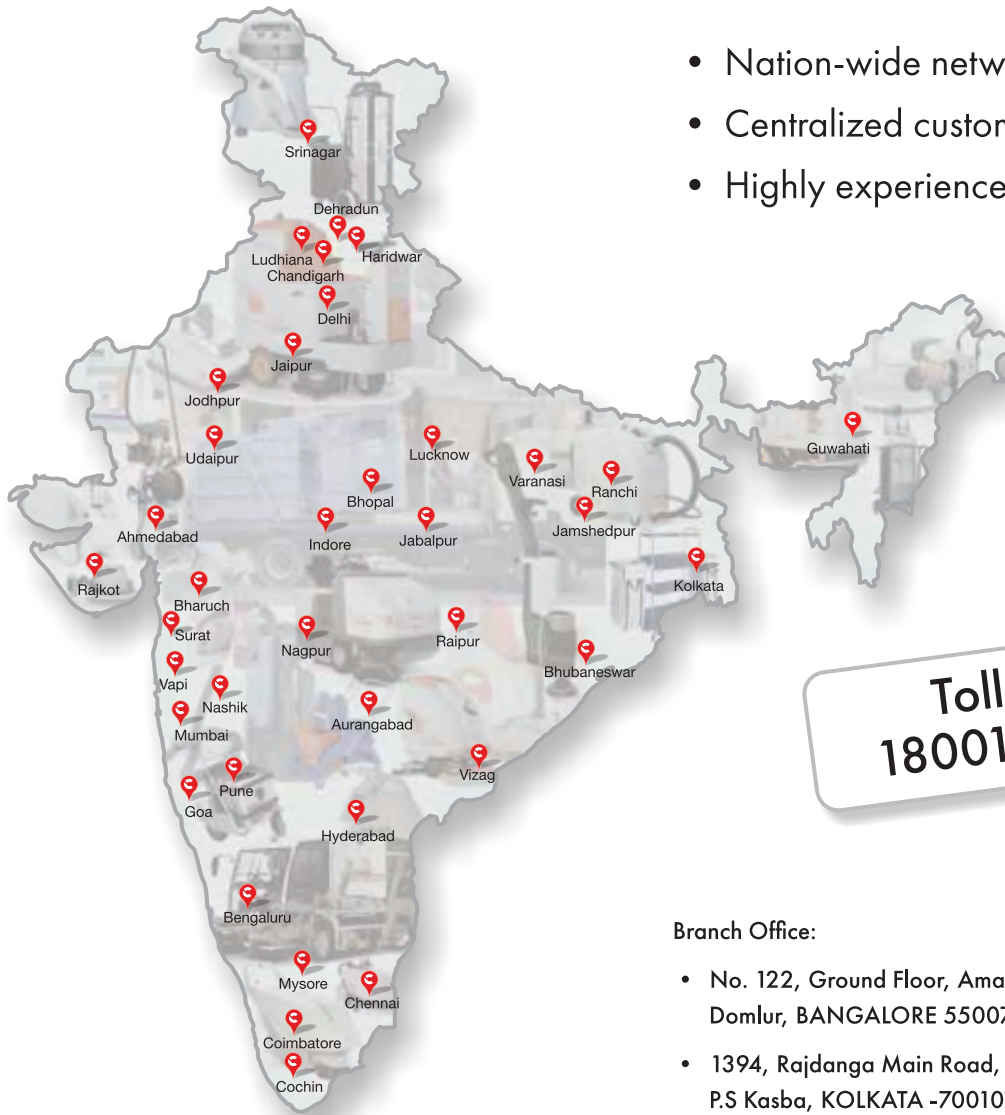 • Nation-wide netw
• Centralized custom
• Highly experience
Srinagar
Dehradun
Ludhiana
Haridwar
Chandigarh
Delhi
Jaipur
Jodhpur
Udaipur
Lucknow
Guwahati
Varanasi
Ranchi
Bhopal
Ahmedabad
Indore
Jabalpur
Jamshedpur
Rajkot
Bharuch
Kolkata
Surat
Nagpur
Raipur
Bhubaneswar
Vapi
Nashik
Aurangabad
Mumbai
Vizag
Pune
Goa
Hyderabad
Bengaluru
Mysore
Chennai
Coimbatore
Cochin
Toll
18001
Branch Office:
• No. 122, Ground Floor, Ama
Domlur, BANGALORE 55007
• 1394, Rajdanga Main Road,
P.S Kasba, KOLKATA -70010